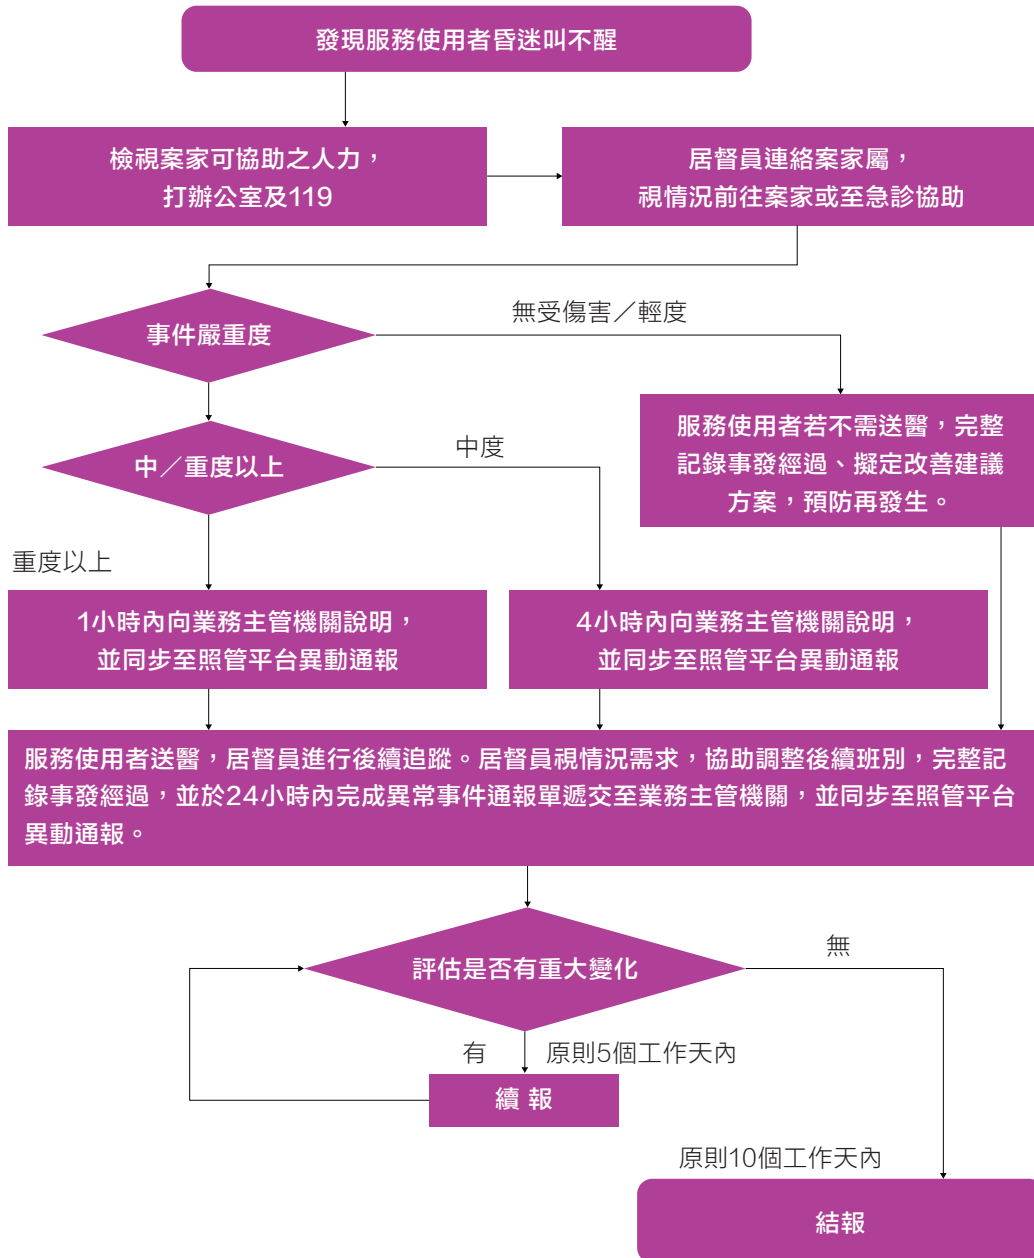 發現服務使用者昏迷叫不醒
檢視案家可協助之人力，
打辦公室及119
居督員連絡案家屬，
視情況前往案家或至急診協助
事件嚴重度
無受傷害／輕度
服務使用者若不需送醫，完整
記錄事發經過、擬定改善建議
方案，預防再發生。
中／重度以上
中度
重度以上
1小時內向業務主管機關說明，
並同步至照管平台異動通報
4小時內向業務主管機關說明，
並同步至照管平台異動通報
服務使用者送醫，居督員進行後續追蹤。居督員視情況需求，協助調整後續班別，完整記
錄事發經過，並於24小時內完成異常事件通報單遞交至業務主管機關，並同步至照管平台
異動通報。
評估是否有重大變化
無
有
原則5個工作天內
續 報
原則10個工作天內
結報